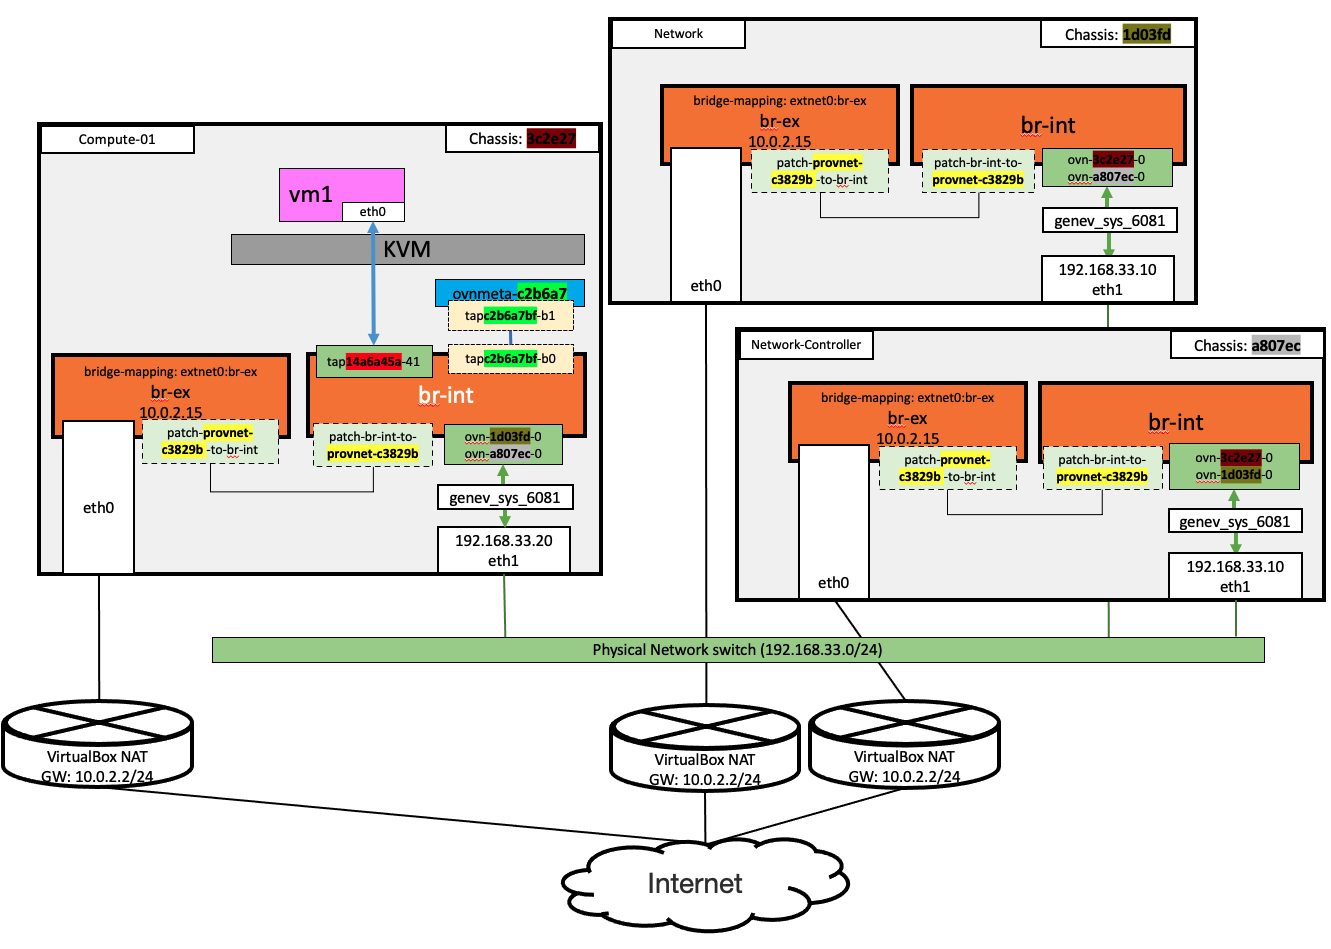 Network
Chassis: 1d03fd
bridge-mapping: extnet0:br-ex
br-ex
10.0.2.15
patch-provnet-
c3829b -to-br-int
br-int
patch-br-int-to-
provnet-c3829b
ovn-3c2e27-0
ovn-a807ec-0
genev_sys_6081
192.168.33.10
eth1
eth0
Compute-01
Chassis: 3c2e27
vm1
eth0
KVM
ovnmeta-c2b6a7
tapc2b6a7bf-b1
tapc2b6a7bf-b0
tap14a6a45a-41
bridge-mapping: extnet0:br-ex
br-ex
10.0.2.15
patch-provnet-
c3829b -to-br-int
br-int
patch-br-int-to-
provnet-c3829b
ovn-1d03fd-0
ovn-a807ec-0
genev_sys_6081
192.168.33.20
eth1
eth0
Network-Controller
Chassis: a807ec
bridge-mapping: extnet0:br-ex
br-ex
10.0.2.15
patch-provnet-
c3829b -to-br-int
br-int
patch-br-int-to-
provnet-c3829b
ovn-3c2e27-0
ovn-1d03fd-0
genev_sys_6081
192.168.33.10
eth1
eth0
Physical Network switch (192.168.33.0/24)
VirtualBox NAT
GW: 10.0.2.2/24
VirtualBox NAT
GW: 10.0.2.2/24
VirtualBox NAT
GW: 10.0.2.2/24
Internet